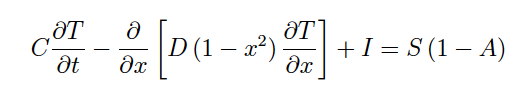 C ∂T/∂t − ∂/∂x [D (1 − x²) ∂T/∂x] + I = S (1 − A)